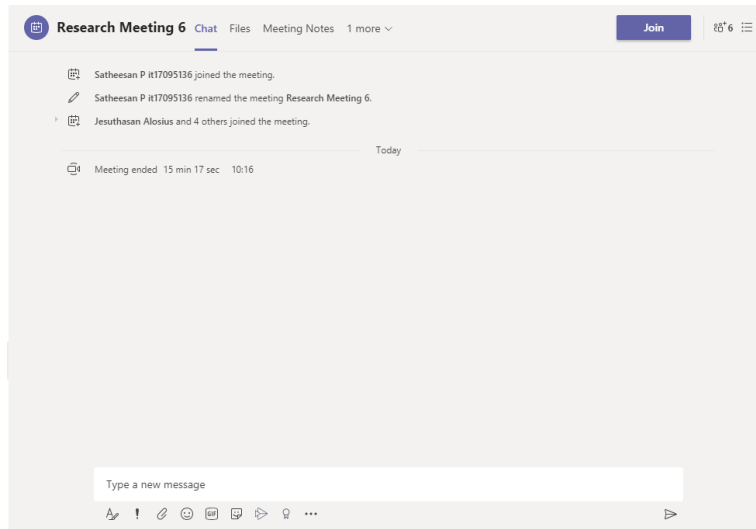 Research Meeting 6 Chat Files Meeting Notes 1 more Join 6
Satheesan P it17095136 joined the meeting.
Satheesan P it17095136 renamed the meeting Research Meeting 6.
Jesuthasan Alosius and 4 others joined the meeting.
Today
Meeting ended 15 min 17 sec 10:16
Type a new message
GIF